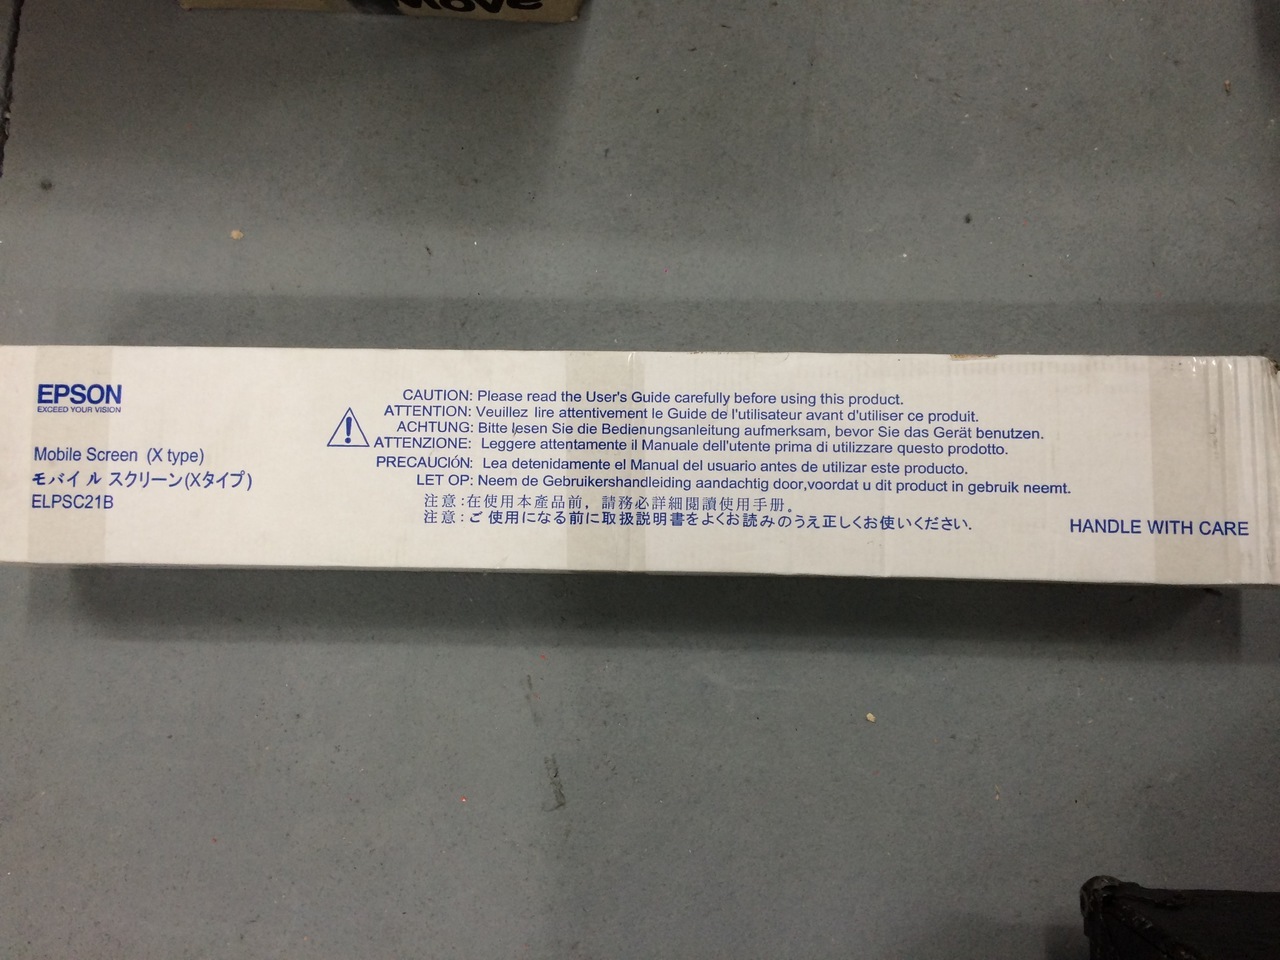 Move
EPSON
EXCEED YOUR VISION
Mobile Screen (X type)
モバイル スクリーン(Xタイプ)
ELPSC21B
CAUTION: Please read the User's Guide carefully before using this product.
ATTENTION: Veuillez lire attentivement le Guide de l'utilisateur avant d'utiliser ce produit.
ACHTUNG: Bitte lesen Sie die Bedienungsanleitung aufmerksam, bevor Sie das Gerät benutzen.
ATTENZIONE: Leggere attentamente il Manuale dell'utente prima di utilizzare questo prodotto.
PRECAUCIÓN: Lea detenidamente el Manual del usuario antes de utilizar este producto.
LET OP: Neem de Gebruikershandleiding aandachtig door,voordat u dit product in gebruik neemt.
注意:在使用本產品前，請務必詳細閱讀使用手册。
注意:ご使用になる前に取扱説明書をよくお読みのうえ正しくお使いください.
HANDLE WITH CARE